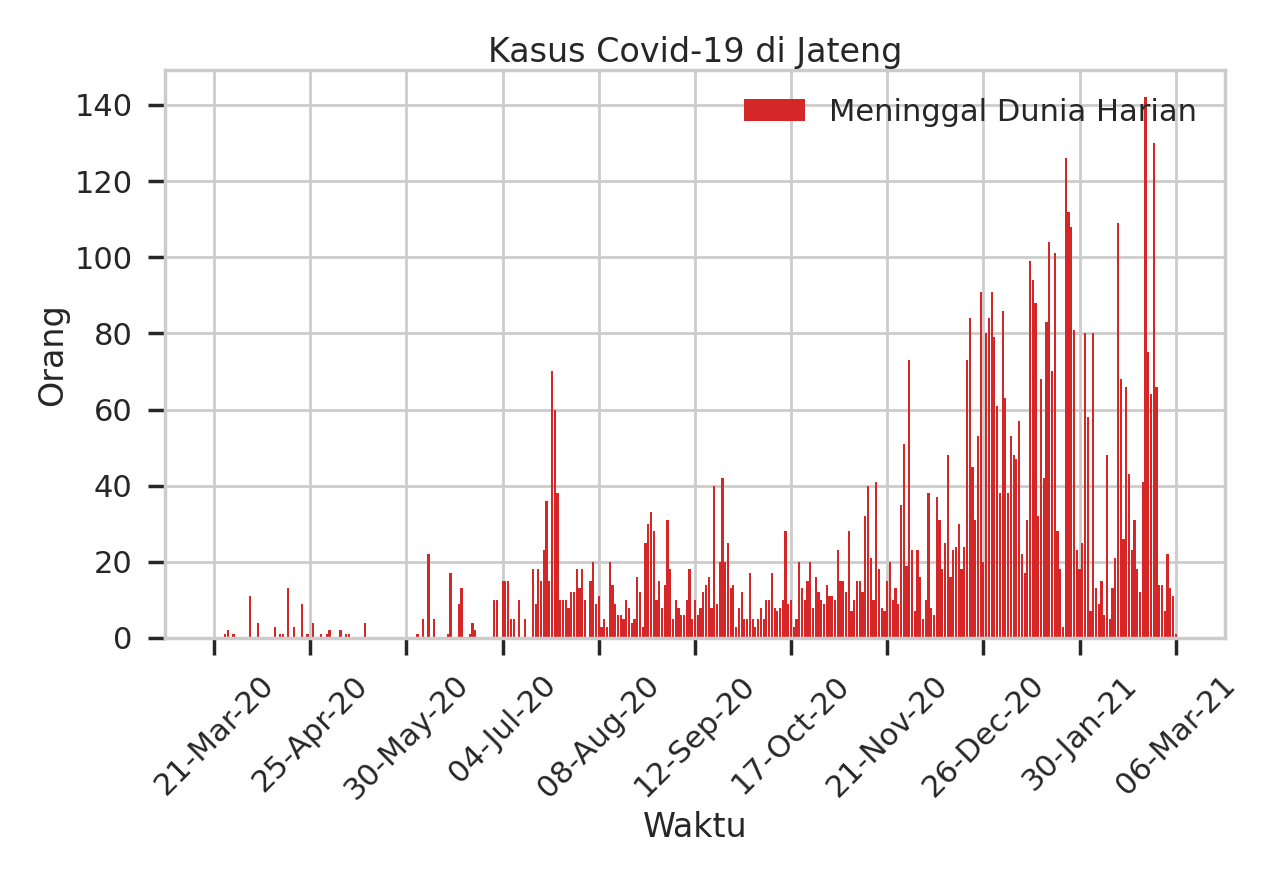 Kasus Covid-19 di Jateng
Meninggal Dunia Harian
140
120
100
80
60
40
20
0
Orang
21-Mar-20
25-Apr-20
30-May-20
04-Jul-20
08-Aug-20
12-Sep-20
17-Oct-20
21-Nov-20
26-Dec-20
30-Jan-21
06-Mar-21
Waktu